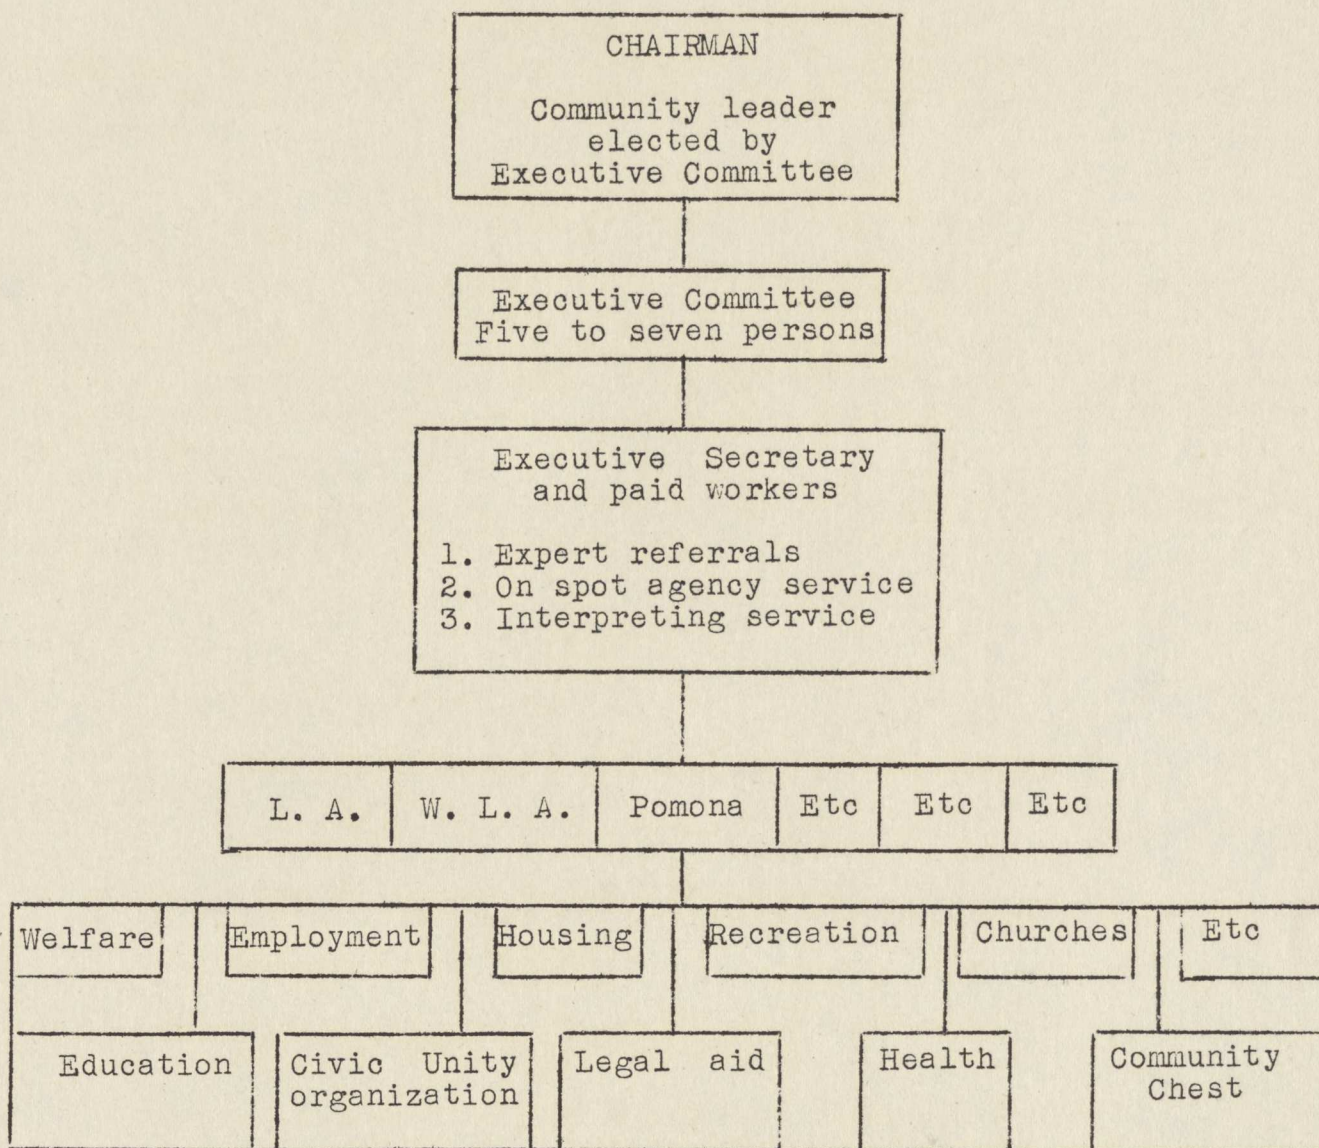 CHAIRMAN
Community leader
elected by
Executive Committee
Executive Committee
Five to seven persons
Executive Secretary
and paid workers
1. Expert referrals
2. On spot agency service
3. Interpreting service
L. A. W. L. A. Pomona Etc Etc Etc
Welfare Employment Housing Recreation Churches Etc
Education
Civic Unity
organization
Legal aid
Health
Community
Chest